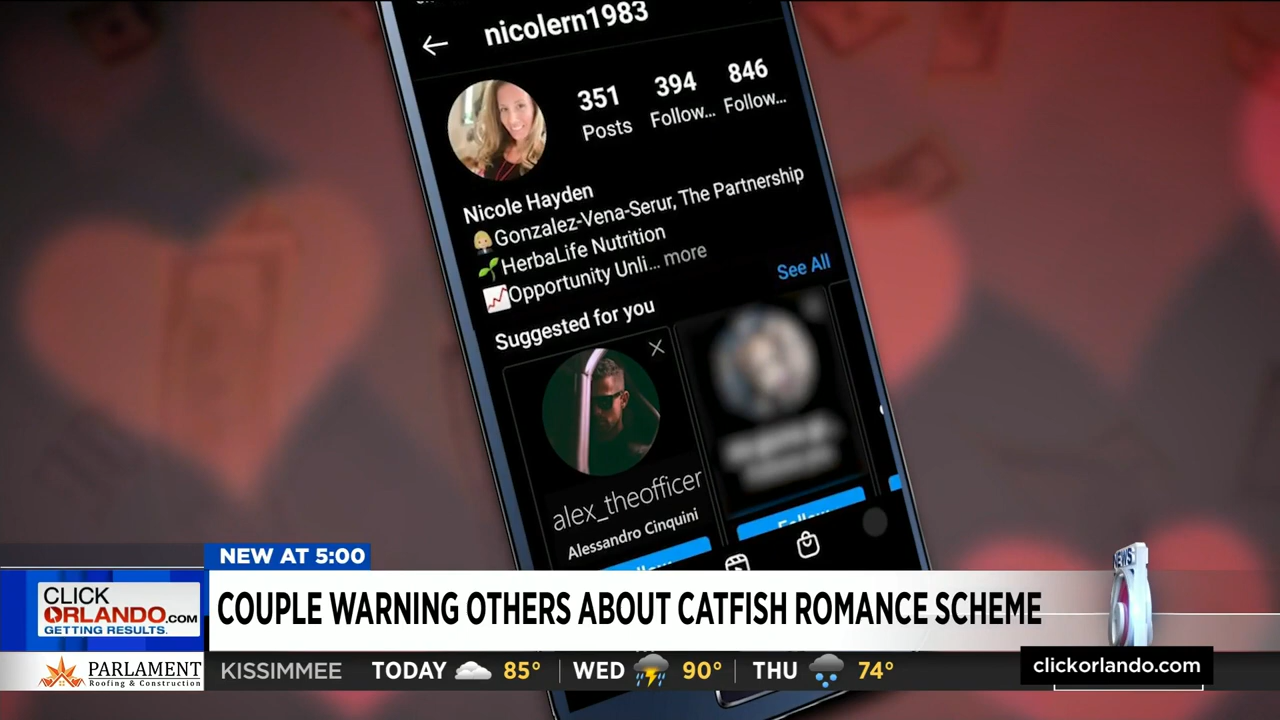 nicolern1983
351
394
846
Posts
Follow...
Follow...
Nicole Hayden
Gonzalez-Vena-Serur, The Partnership
HerbaLife Nutrition
Opportunity Unli... more
See All
Suggested for you
alex_theofficer
Alessandro Cinquini
NEW AT 5:00
CLICK
ORLANDO.COM
GETTING RESULTS.
COUPLE WARNING OTHERS ABOUT CATFISH ROMANCE SCHEME
NEWS
6
PARLAMENT
Roofing & Construction
KISSIMMEE TODAY 85° WED 90° THU 74°
clickorlando.com